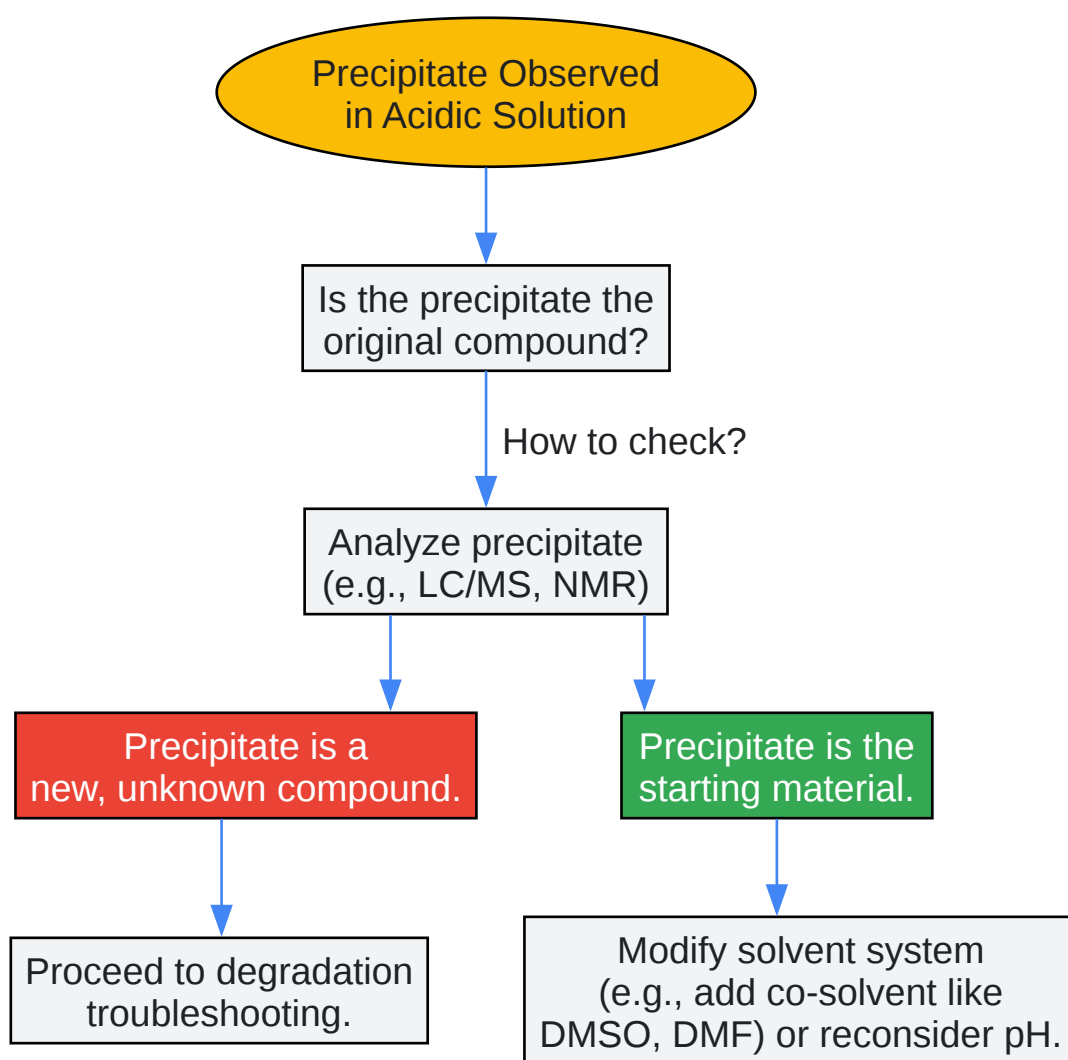 Precipitate Observed
in Acidic Solution
Is the precipitate the
original compound?
How to check?
Analyze precipitate
(e.g., LC/MS, NMR)
Precipitate is a
new, unknown compound.
Precipitate is the
starting material.
Proceed to degradation
troubleshooting.
Modify solvent system
(e.g., add co-solvent like
DMSO, DMF) or reconsider pH.